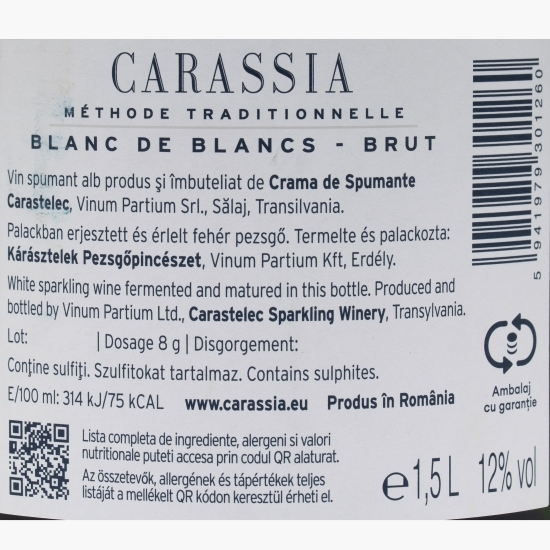 CARASSIA
MÉTHODE TRADITIONNELLE
BLANC DE BLANCS - BRUT
Vin spumant alb produs şi îmbuteliat de Crama de Spumante
Carastelec, Vinum Partium Srl., Sălaj, Transilvania.
Palackban erjesztett és érlelt fehér pezsgő. Termelte és palackozta:
Kárásztelek Pezsgőpincészet, Vinum Partium Kft, Erdély.
White sparkling wine fermented and matured in this bottle. Produced and
bottled by Vinum Partium Ltd., Carastelec Sparkling Winery, Transylvania.
Lot: | Dosage 8 g | Disgorgement:
Conţine sulfiţi. Szulfitokat tartalmaz. Contains sulphites.
E/100 ml: 314 kJ/75 kCAL www.carassia.eu Produs în România
Lista completa de ingrediente, alergeni si valori
nutritionale puteti accesa prin codul QR alaturat.
Az összetevők, allergének és tápértékek teljes
listáját a mellékelt QR kódon keresztül érheti el.
5 941979 301260
Ambalaj
cu garanţie
e 1,5 L 12% vol